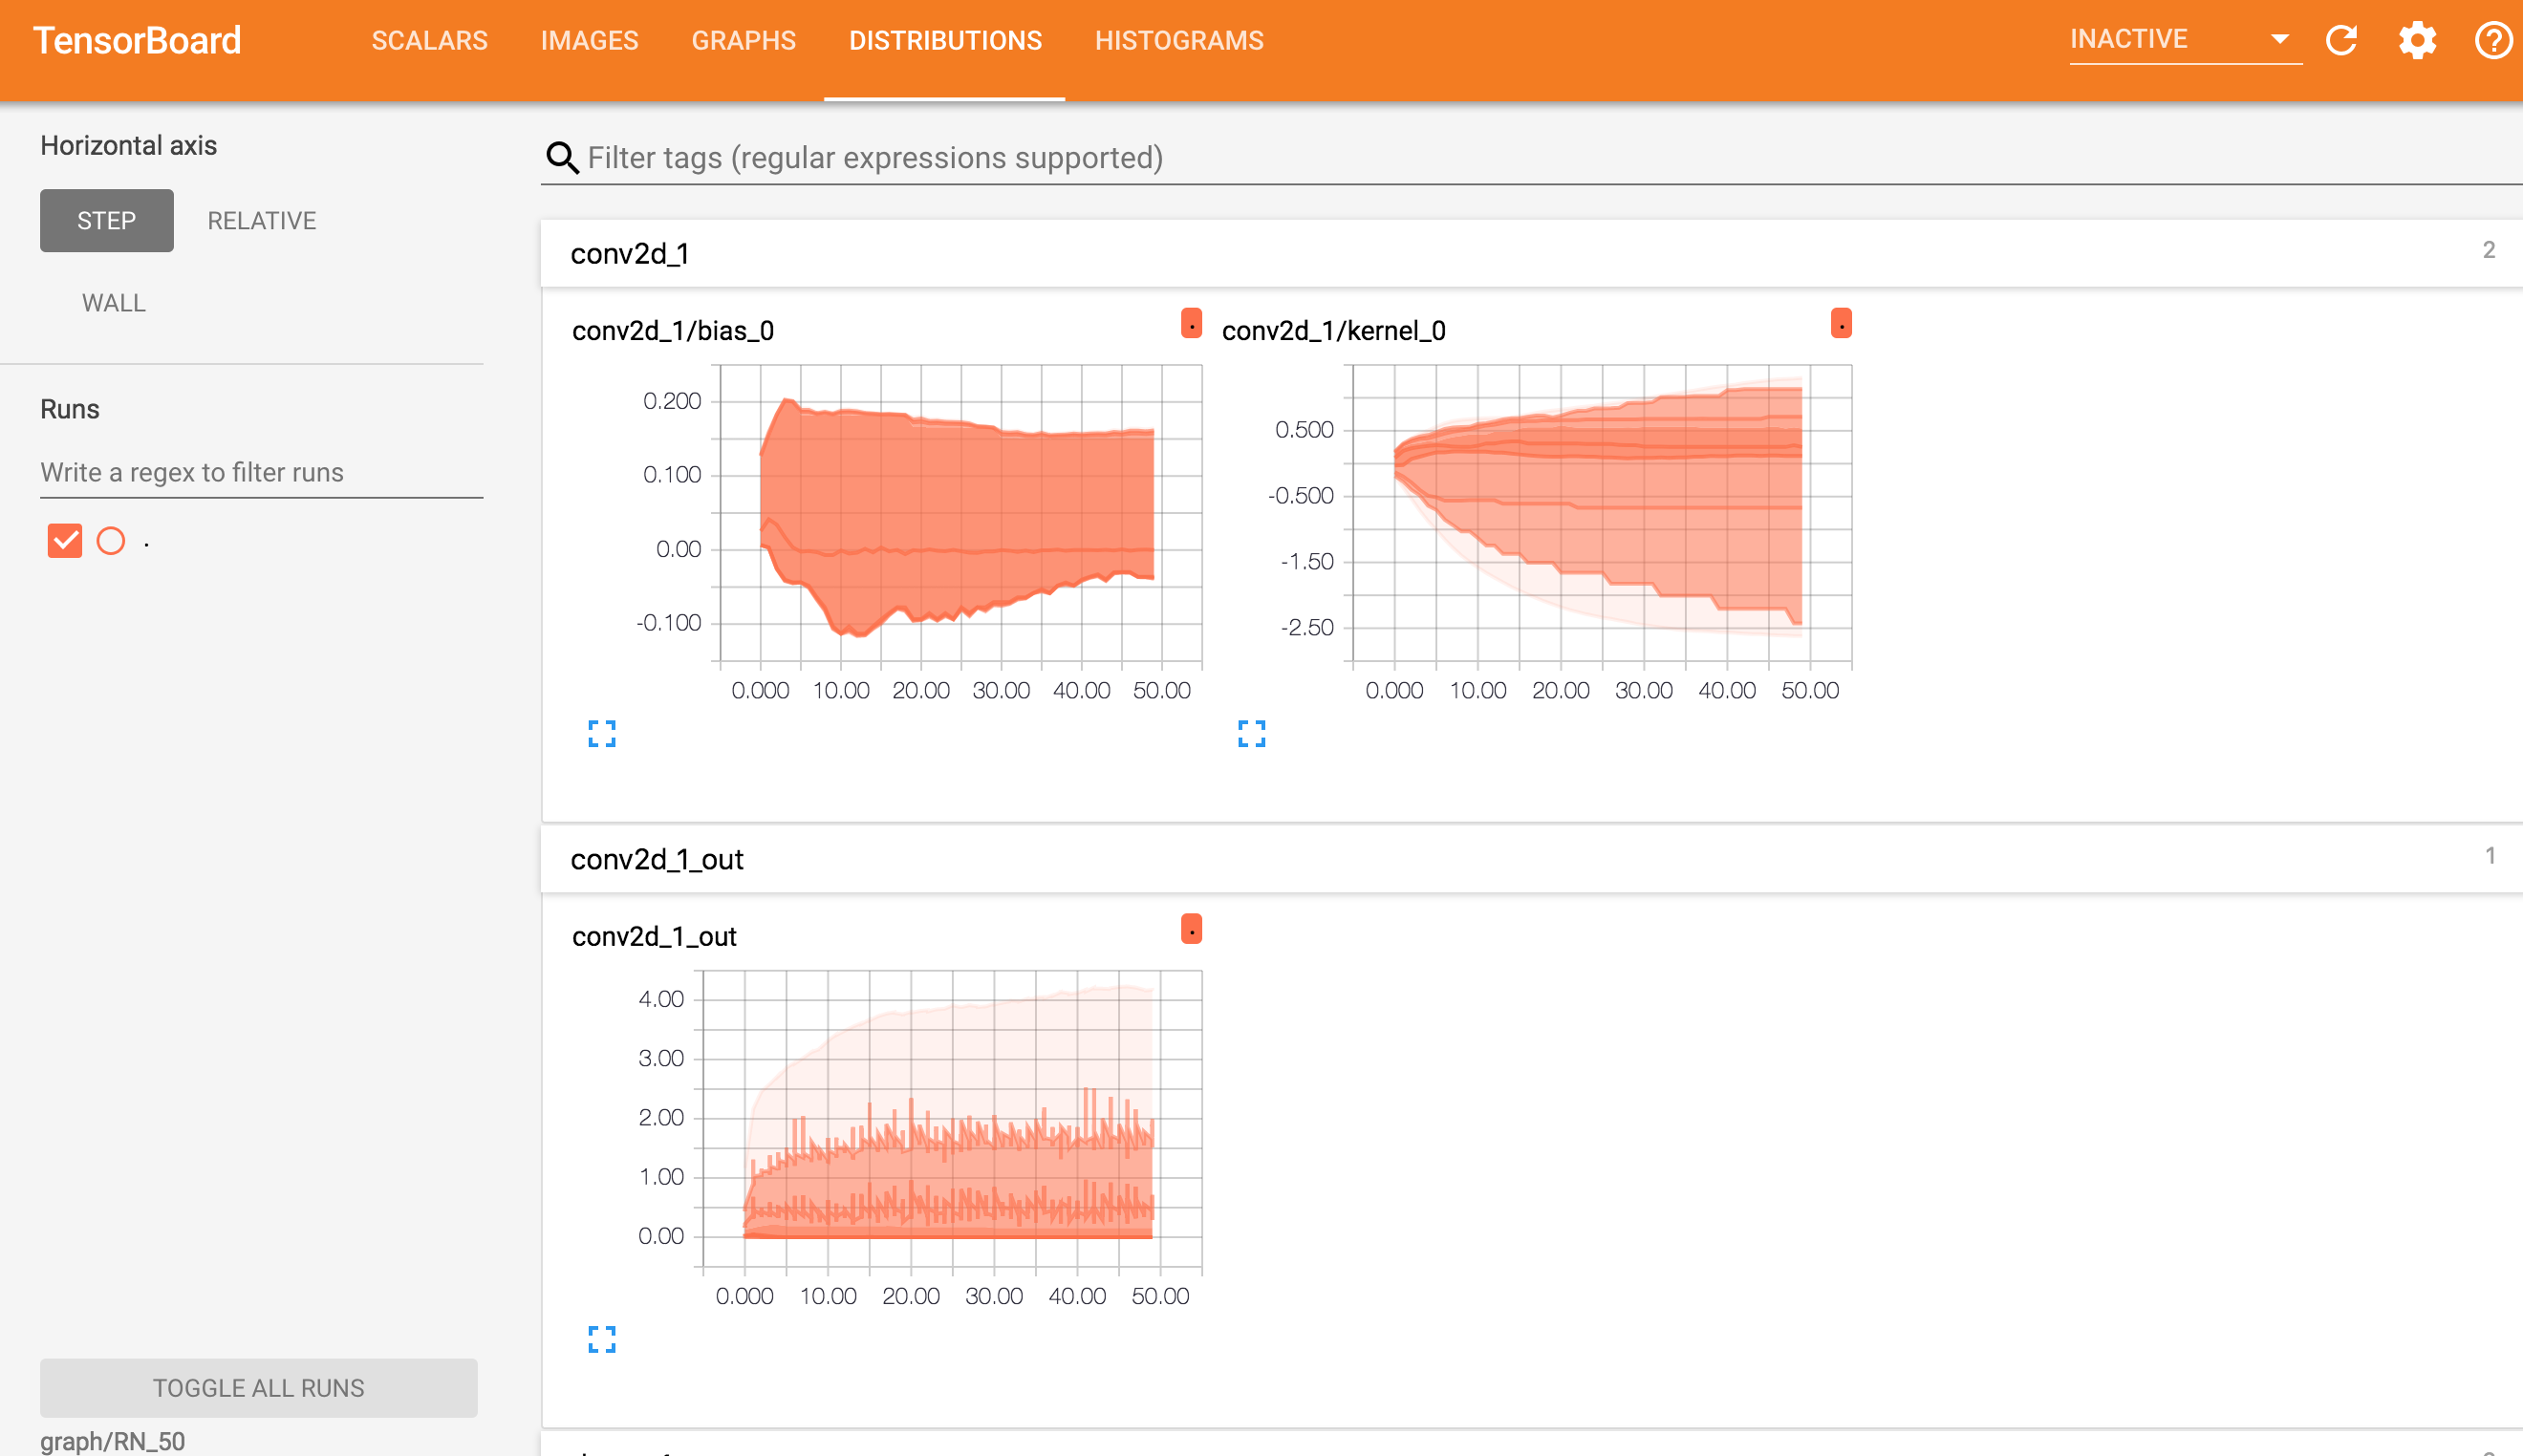 TensorBoard
SCALARS IMAGES GRAPHS DISTRIBUTIONS HISTOGRAMS
INACTIVE
Horizontal axis
STEP RELATIVE
WALL
Runs
Write a regex to filter runs
.
TOGGLE ALL RUNS
graph/RN_50
Filter tags (regular expressions supported)
conv2d_1 2
conv2d_1/bias_0 .
0.200
0.100
0.00
-0.100
0.000 10.00 20.00 30.00 40.00 50.00
conv2d_1/kernel_0 .
0.500
-0.500
-1.50
-2.50
0.000 10.00 20.00 30.00 40.00 50.00
conv2d_1_out 1
conv2d_1_out .
4.00
3.00
2.00
1.00
0.00
0.000 10.00 20.00 30.00 40.00 50.00